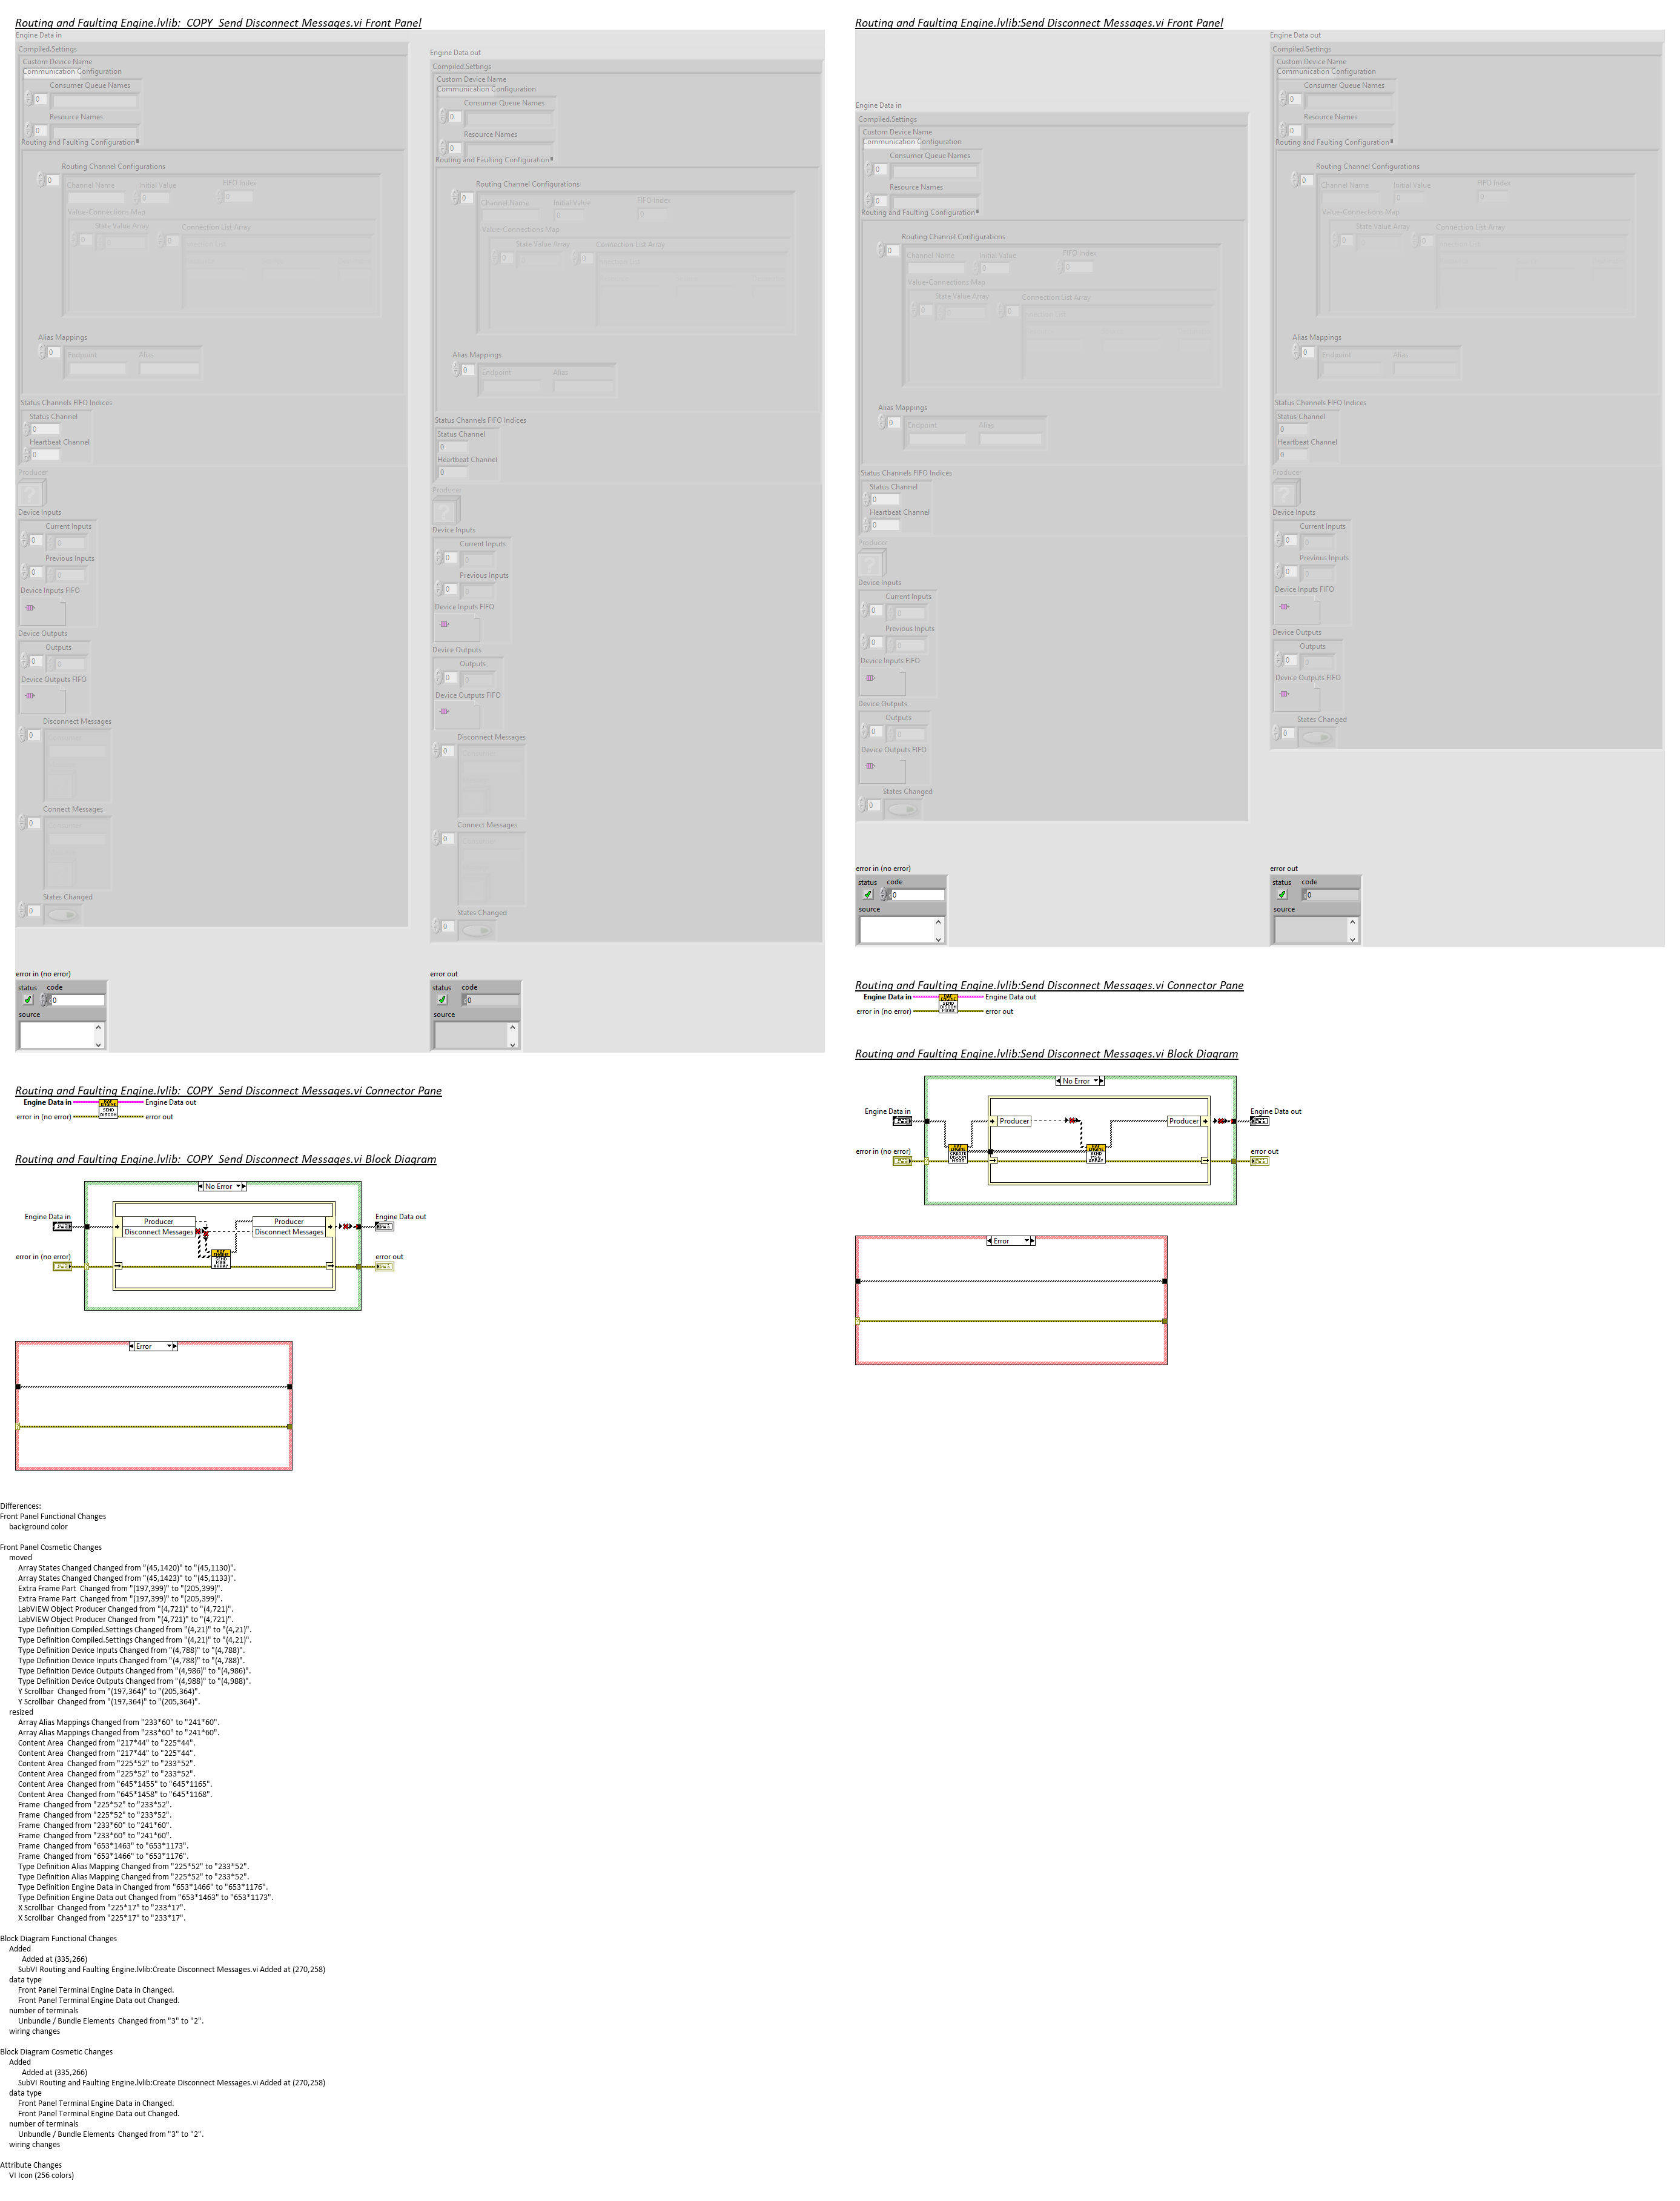 Routing and Faulting Engine.lvlib:_COPY_Send Disconnect Messages.vi Front Panel
Engine Data in
Compiled.Settings
Custom Device Name
Communication Configuration
Consumer Queue Names
0
Resource Names
0
Routing and Faulting Configuration
Routing Channel Configurations
0
Channel Name Initial Value FIFO Index
0 0
Value-Connections Map
State Value Array Connection List Array
0 0 0
Alias Mappings
0
Endpoint Alias
Status Channels FIFO Indices
Status Channel
0
Heartbeat Channel
0
Producer
?
Device Inputs
Current Inputs
0 0
Previous Inputs
0 0
Device Inputs FIFO
Device Outputs
Outputs
0 0
Device Outputs FIFO
Disconnect Messages
0
Connect Messages
0
States Changed
0
error in (no error)
status code
0
source
Engine Data out
Compiled.Settings
Custom Device Name
Communication Configuration
Consumer Queue Names
0
Resource Names
0
Routing and Faulting Configuration
Routing Channel Configurations
0
Channel Name Initial Value FIFO Index
0 0
Value-Connections Map
State Value Array Connection List Array
0 0 0
Alias Mappings
0
Endpoint Alias
Status Channels FIFO Indices
Status Channel
0
Heartbeat Channel
0
Producer
?
Device Inputs
Current Inputs
0 0
Previous Inputs
0 0
Device Inputs FIFO
Device Outputs
Outputs
0 0
Device Outputs FIFO
Disconnect Messages
0
Connect Messages
0
States Changed
0
error out
status code
0
source
Routing and Faulting Engine.lvlib:_COPY_Send Disconnect Messages.vi Connector Pane
Engine Data in Engine Data out
error in (no error) error out
SEND
DISCON
Routing and Faulting Engine.lvlib:_COPY_Send Disconnect Messages.vi Block Diagram
No Error
Engine Data in
Producer Producer
Disconnect Messages Disconnect Messages
Engine Data out
error in (no error)
SEND
MSG
ARRAY
error out
Error
Routing and Faulting Engine.lvlib:Send Disconnect Messages.vi Front Panel
Engine Data in
Compiled.Settings
Custom Device Name
Communication Configuration
Consumer Queue Names
0
Resource Names
0
Routing and Faulting Configuration
Routing Channel Configurations
0
Channel Name Initial Value FIFO Index
0 0
Value-Connections Map
State Value Array Connection List Array
0 0 0
Alias Mappings
0
Endpoint Alias
Status Channels FIFO Indices
Status Channel
0
Heartbeat Channel
0
Producer
?
Device Inputs
Current Inputs
0 0
Previous Inputs
0 0
Device Inputs FIFO
Device Outputs
Outputs
0 0
Device Outputs FIFO
States Changed
0
error in (no error)
status code
0
source
Engine Data out
Compiled.Settings
Custom Device Name
Communication Configuration
Consumer Queue Names
0
Resource Names
0
Routing and Faulting Configuration
Routing Channel Configurations
0
Channel Name Initial Value FIFO Index
0 0
Value-Connections Map
State Value Array Connection List Array
0 0 0
Alias Mappings
0
Endpoint Alias
Status Channels FIFO Indices
Status Channel
0
Heartbeat Channel
0
Producer
?
Device Inputs
Current Inputs
0 0
Previous Inputs
0 0
Device Inputs FIFO
Device Outputs
Outputs
0 0
Device Outputs FIFO
States Changed
0
error out
status code
0
source
Routing and Faulting Engine.lvlib:Send Disconnect Messages.vi Connector Pane
Engine Data in Engine Data out
error in (no error) error out
SEND
DISCON
MSGS
Routing and Faulting Engine.lvlib:Send Disconnect Messages.vi Block Diagram
No Error
Engine Data in
Producer Producer
Engine Data out
error in (no error)
CREATE
DISCON
MSGS
SEND
MSG
ARRAY
error out
Error
Differences:
Front Panel Functional Changes
background color
Front Panel Cosmetic Changes
moved
Array States Changed Changed from "(45,1420)" to "(45,1130)".
Array States Changed Changed from "(45,1423)" to "(45,1133)".
Extra Frame Part Changed from "(197,399)" to "(205,399)".
Extra Frame Part Changed from "(197,399)" to "(205,399)".
LabVIEW Object Producer Changed from "(4,721)" to "(4,721)".
LabVIEW Object Producer Changed from "(4,721)" to "(4,721)".
Type Definition Compiled.Settings Changed from "(4,21)" to "(4,21)".
Type Definition Compiled.Settings Changed from "(4,21)" to "(4,21)".
Type Definition Device Inputs Changed from "(4,788)" to "(4,788)".
Type Definition Device Inputs Changed from "(4,788)" to "(4,788)".
Type Definition Device Outputs Changed from "(4,986)" to "(4,986)".
Type Definition Device Outputs Changed from "(4,988)" to "(4,988)".
Y Scrollbar Changed from "(197,364)" to "(205,364)".
Y Scrollbar Changed from "(197,364)" to "(205,364)".
resized
Array Alias Mappings Changed from "233*60" to "241*60".
Array Alias Mappings Changed from "233*60" to "241*60".
Content Area Changed from "217*44" to "225*44".
Content Area Changed from "217*44" to "225*44".
Content Area Changed from "225*52" to "233*52".
Content Area Changed from "225*52" to "233*52".
Content Area Changed from "645*1455" to "645*1165".
Content Area Changed from "645*1458" to "645*1168".
Frame Changed from "225*52" to "233*52".
Frame Changed from "225*52" to "233*52".
Frame Changed from "233*60" to "241*60".
Frame Changed from "233*60" to "241*60".
Frame Changed from "653*1463" to "653*1173".
Frame Changed from "653*1466" to "653*1176".
Type Definition Alias Mapping Changed from "225*52" to "233*52".
Type Definition Alias Mapping Changed from "225*52" to "233*52".
Type Definition Engine Data in Changed from "653*1466" to "653*1176".
Type Definition Engine Data out Changed from "653*1463" to "653*1173".
X Scrollbar Changed from "225*17" to "233*17".
X Scrollbar Changed from "225*17" to "233*17".
Block Diagram Functional Changes
Added
Added at (335,266)
SubVI Routing and Faulting Engine.lvlib:Create Disconnect Messages.vi Added at (270,258)
data type
Front Panel Terminal Engine Data in Changed.
Front Panel Terminal Engine Data out Changed.
number of terminals
Unbundle / Bundle Elements Changed from "3" to "2".
wiring changes
Block Diagram Cosmetic Changes
Added
Added at (335,266)
SubVI Routing and Faulting Engine.lvlib:Create Disconnect Messages.vi Added at (270,258)
data type
Front Panel Terminal Engine Data in Changed.
Front Panel Terminal Engine Data out Changed.
number of terminals
Unbundle / Bundle Elements Changed from "3" to "2".
wiring changes
Attribute Changes
VI Icon (256 colors)